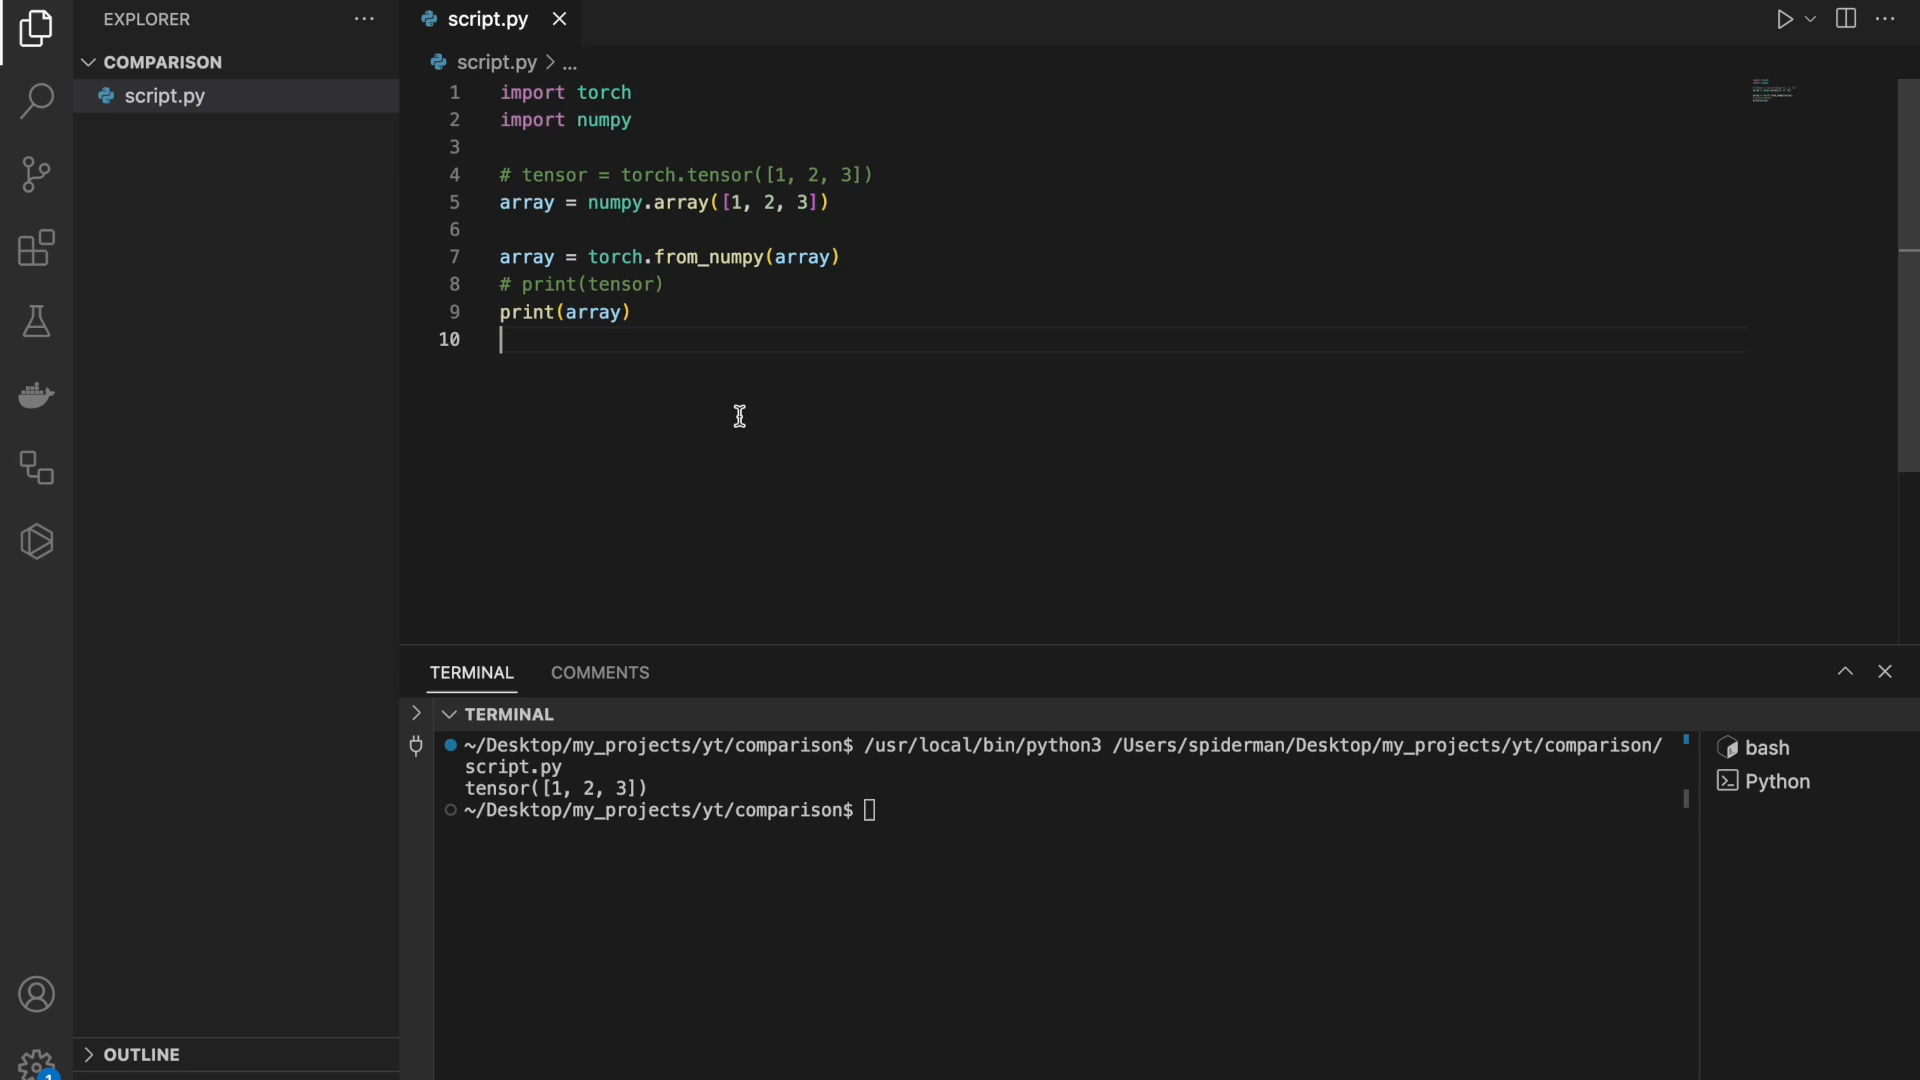 EXPLORER
COMPARISON
script.py
OUTLINE
1
script.py
script.py > ...
1 import torch
2 import numpy
3
4 # tensor = torch.tensor([1, 2, 3])
5 array = numpy.array([1, 2, 3])
6
7 array = torch.from_numpy(array)
8 # print(tensor)
9 print(array)
10
TERMINAL COMMENTS
TERMINAL
~/Desktop/my_projects/yt/comparison$ /usr/local/bin/python3 /Users/spiderman/Desktop/my_projects/yt/comparison/
script.py
tensor([1, 2, 3])
~/Desktop/my_projects/yt/comparison$
bash
Python